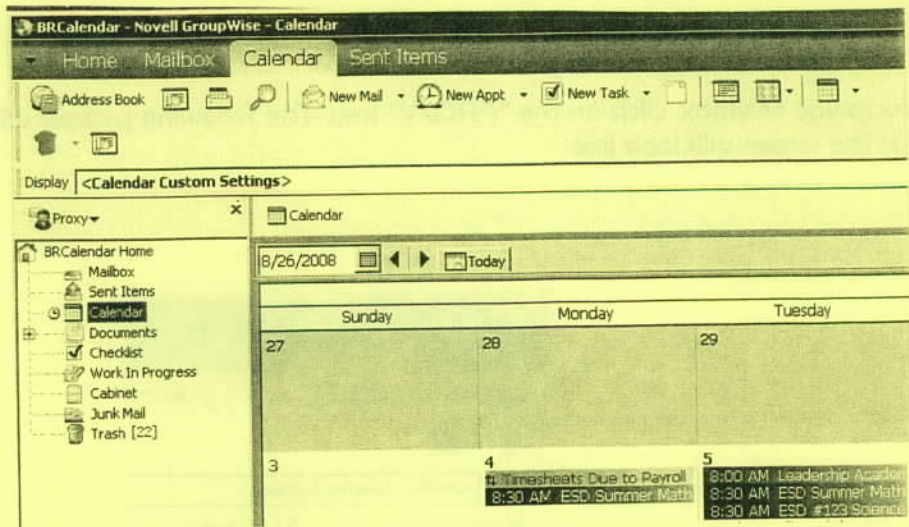 BRCalendar - Novell GroupWise - Calendar
Home Mailbox Calendar Sent Items
Address Book New Mail New Appt New Task
Display <Calendar Custom Settings>
Proxy
Calendar
BRCalendar Home
Mailbox
Sent Items
Calendar
Documents
Checklist
Work In Progress
Cabinet
Junk Mail
Trash [22]
8/26/2008 Today
Sunday Monday Tuesday
27 28 29
3 4 5
Timesheets Due to Payroll
8:30 AM ESD Summer Math
8:00 AM Leadership Academ
8:30 AM ESD Summer Math
8:30 AM ESD #123 Science